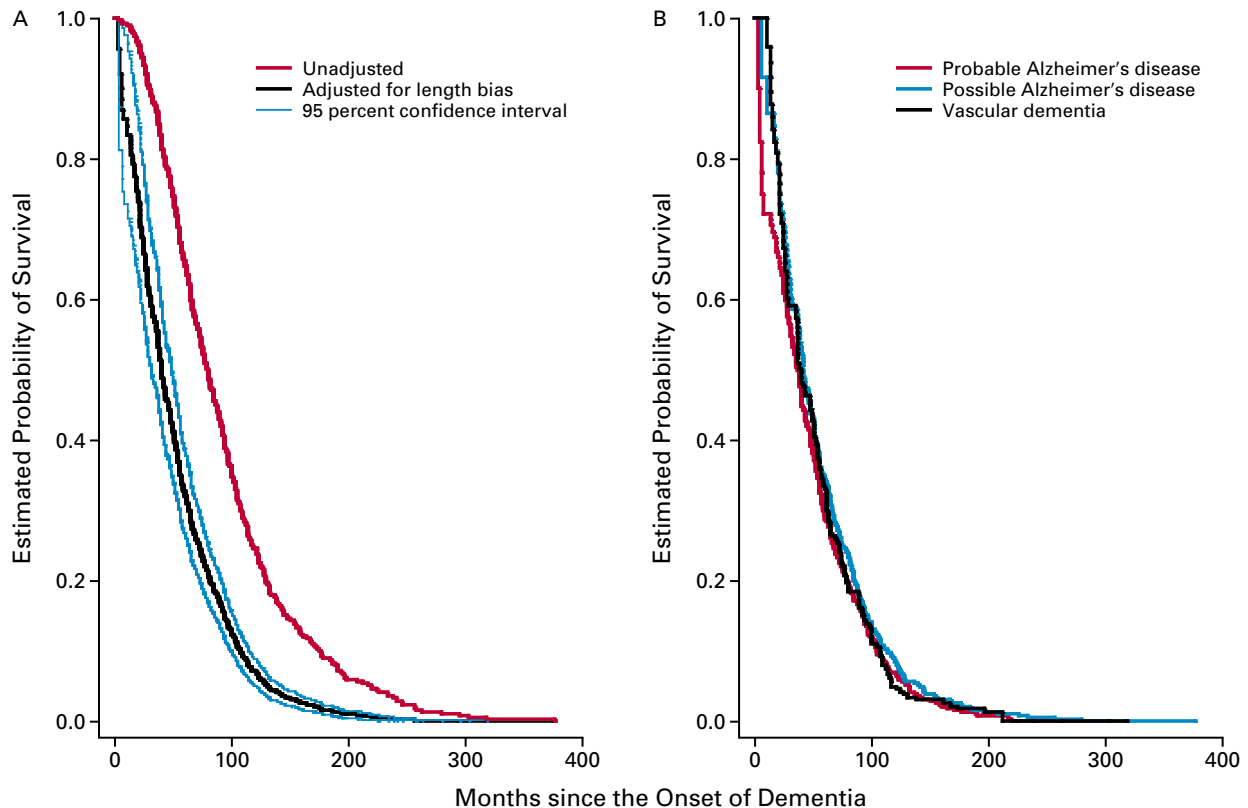 A
Unadjusted
Adjusted for length bias
95 percent confidence interval
Estimated Probability of Survival
1.0
0.8
0.6
0.4
0.2
0.0
0 100 200 300 400
B
Probable Alzheimer's disease
Possible Alzheimer's disease
Vascular dementia
Estimated Probability of Survival
1.0
0.8
0.6
0.4
0.2
0.0
0 100 200 300 400
Months since the Onset of Dementia